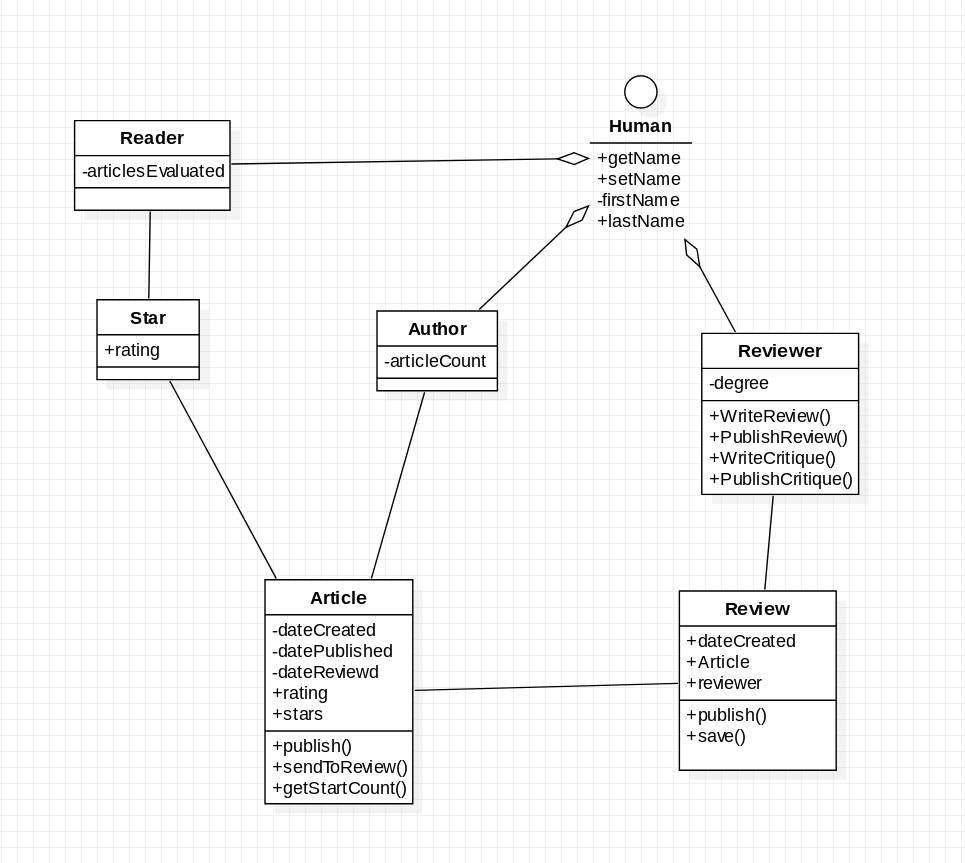 Human
+getName
+setName
-firstName
+lastName
Reader
-articlesEvaluated
Star
+rating
Author
-articleCount
Reviewer
-degree
+WriteReview()
+PublishReview()
+WriteCritique()
+PublishCritique()
Article
-dateCreated
-datePublished
-dateReviewd
+rating
+stars
+publish()
+sendToReview()
+getStartCount()
Review
+dateCreated
+Article
+reviewer
+publish()
+save()